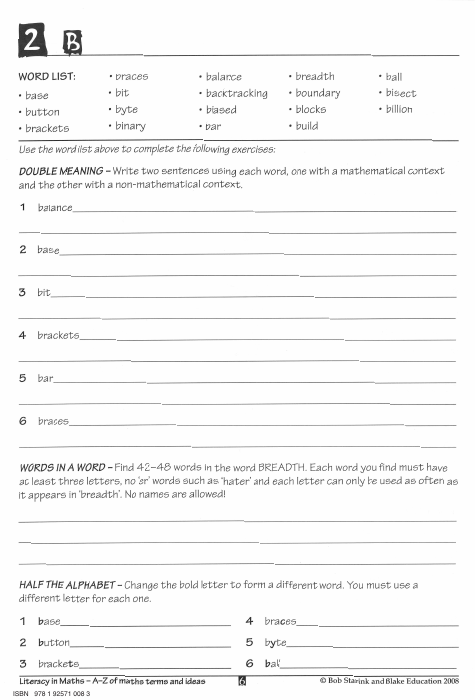 2 B
WORD LIST: • braces • balance • breadth • ball
• base • bit • backtracking • boundary • bisect
• button • byte • biased • blocks • billion
• brackets • binary • bar • build
Use the word list above to complete the following exercises:
DOUBLE MEANING – Write two sentences using each word, one with a mathematical context
and the other with a non-mathematical context.
1 balance
2 base
3 bit
4 brackets
5 bar
6 braces
WORDS IN A WORD – Find 42–48 words in the word BREADTH. Each word you find must have
at least three letters, no 'er' words such as 'hater' and each letter can only be used as often as
it appears in 'breadth'. No names are allowed!
HALF THE ALPHABET – Change the bold letter to form a different word. You must use a
different letter for each one.
1 base 4 braces
2 button 5 byte
3 brackets 6 ball
Literacy in Maths – A–Z of maths terms and ideas 6 © Bob Starink and Blake Education 2008
ISBN 978 1 92571 008 3